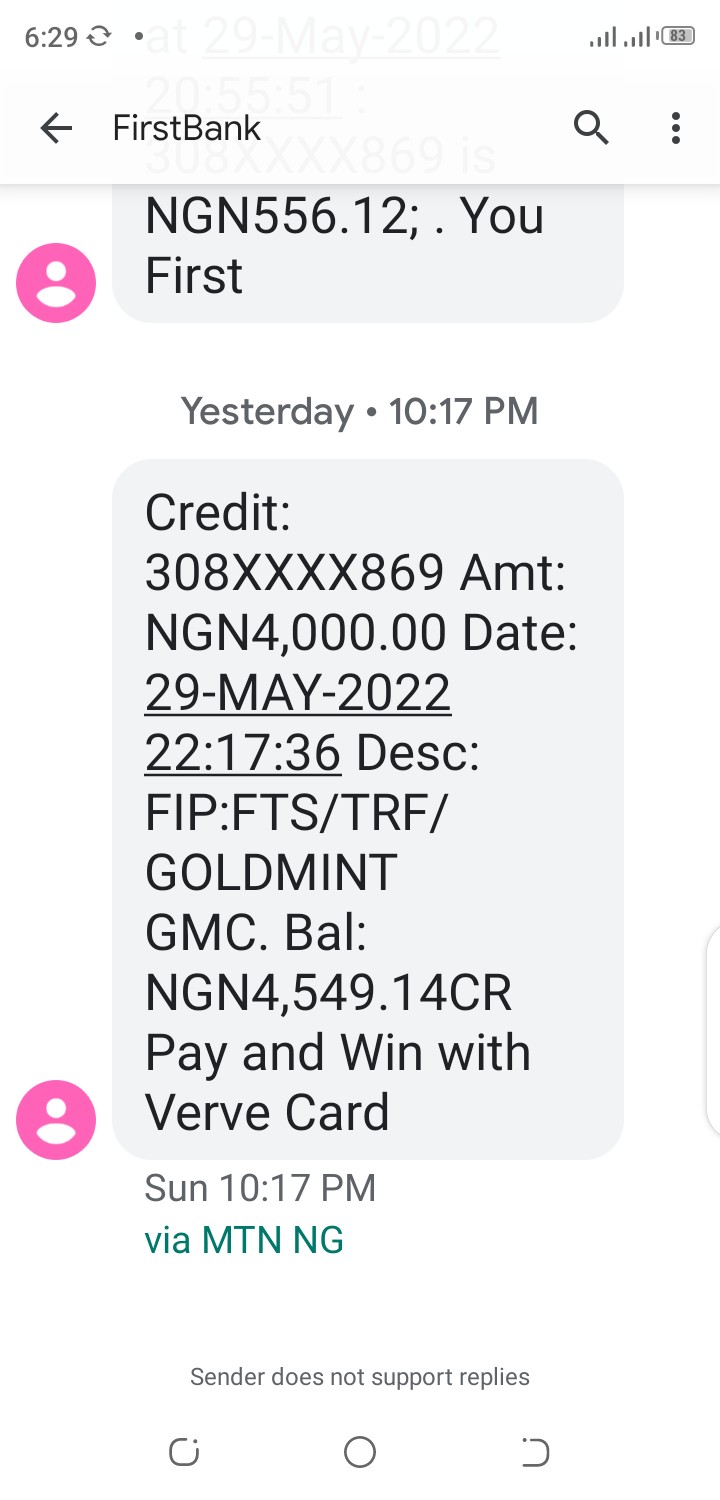 6:29
at 29-May-2022
83
20:55:51 :
FirstBank
308XXXX869 is
NGN556.12; . You
First
Yesterday • 10:17 PM
Credit:
308XXXX869 Amt:
NGN4,000.00 Date:
29-MAY-2022
22:17:36 Desc:
FIP:FTS/TRF/
GOLDMINT
GMC. Bal:
NGN4,549.14CR
Pay and Win with
Verve Card
Sun 10:17 PM
via MTN NG
Sender does not support replies